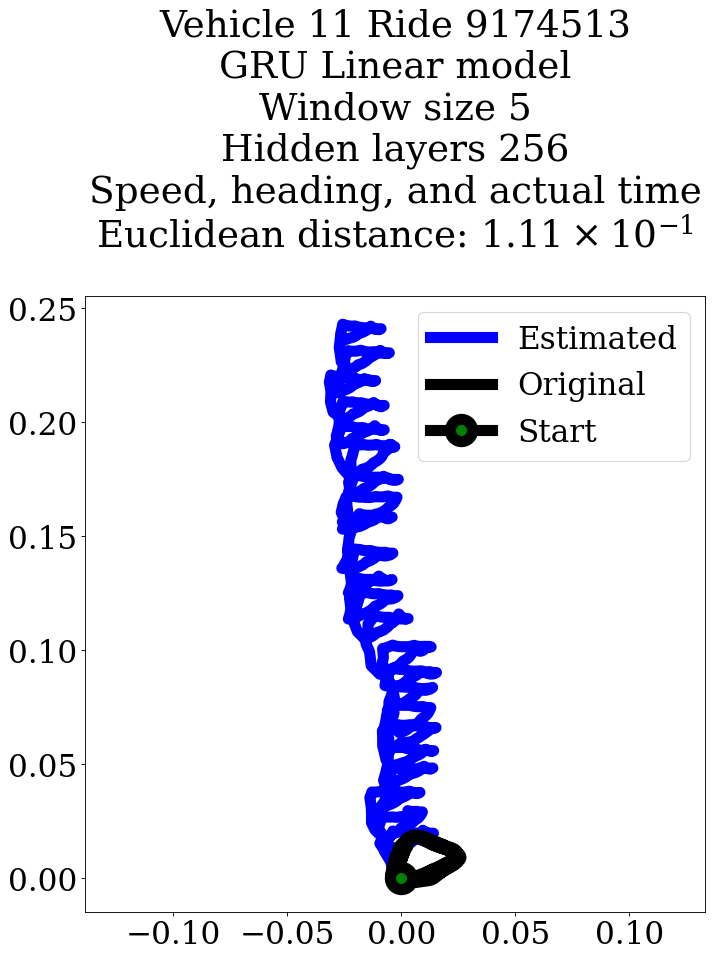 Vehicle 11 Ride 9174513
GRU Linear model
Window size 5
Hidden layers 256
Speed, heading, and actual time
Euclidean distance: 1.11 × 10⁻¹
Estimated
Original
Start
0.25
0.20
0.15
0.10
0.05
0.00
−0.10 −0.05 0.00 0.05 0.10